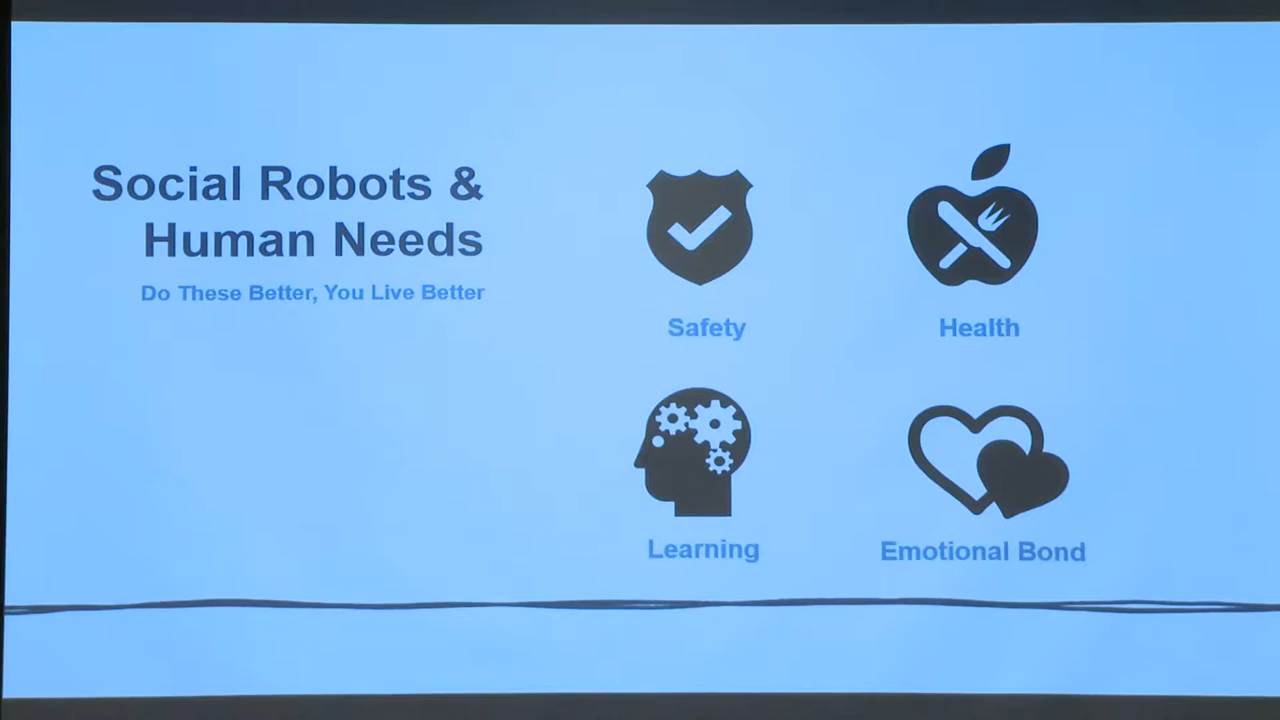 Social Robots &
Human Needs
Do These Better, You Live Better
Safety
Health
Learning
Emotional Bond